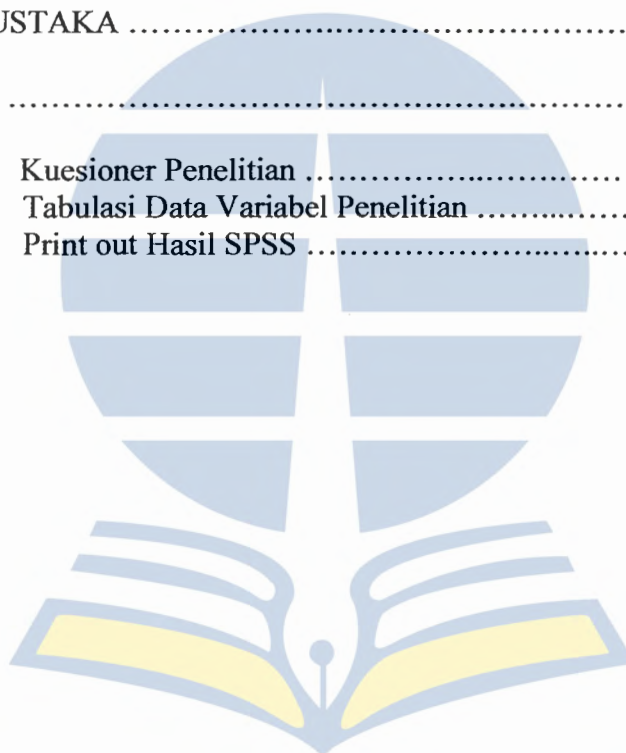 USTAKA ........................................
........................................
Kuesioner Penelitian ........................
Tabulasi Data Variabel Penelitian ............
Print out Hasil SPSS ........................